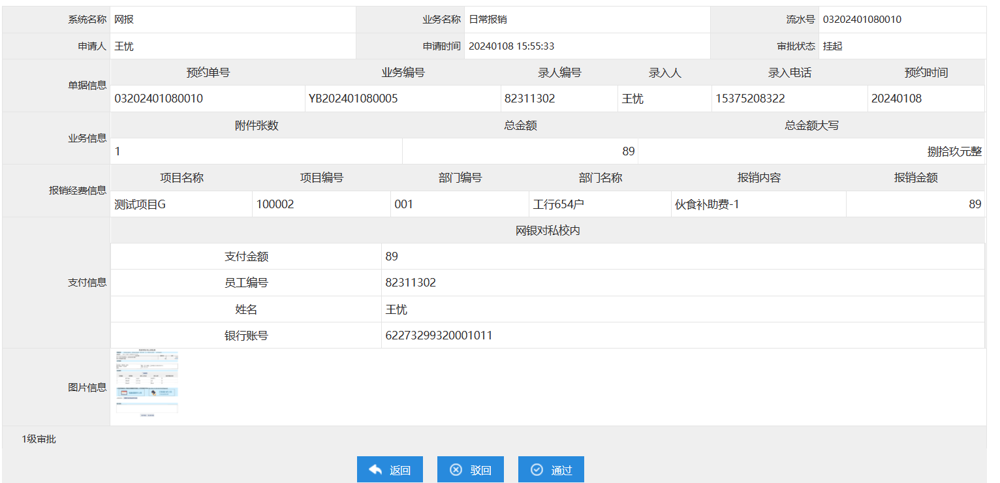 系统名称 网报 业务名称 日常报销 流水号 03202401080010
申请人 王忧 申请时间 20240108 15:55:33 审批状态 挂起
单据信息
预约单号 业务编号 录人编号 录入人 录入电话 预约时间
03202401080010 YB202401080005 82311302 王忧 15375208322 20240108
业务信息
附件张数 总金额 总金额大写
1 89 捌拾玖元整
报销经费信息
项目名称 项目编号 部门编号 部门名称 报销内容 报销金额
测试项目G 100002 001 工行654户 伙食补助费-1 89
支付信息
网银对私校内
支付金额 89
员工编号 82311302
姓名 王忧
银行账号 62273299320001011
图片信息
1级审批
返回 驳回 通过